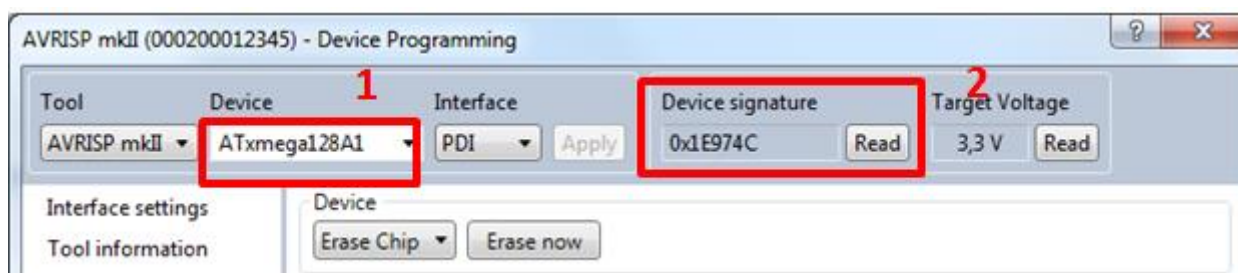 AVRISP mkII (000200012345) - Device Programming
1
2
Tool Device Interface Device signature Target Voltage
AVRISP mkII ATxmega128A1 PDI Apply 0x1E974C Read 3,3 V Read
Interface settings
Device
Tool information
Erase Chip Erase now